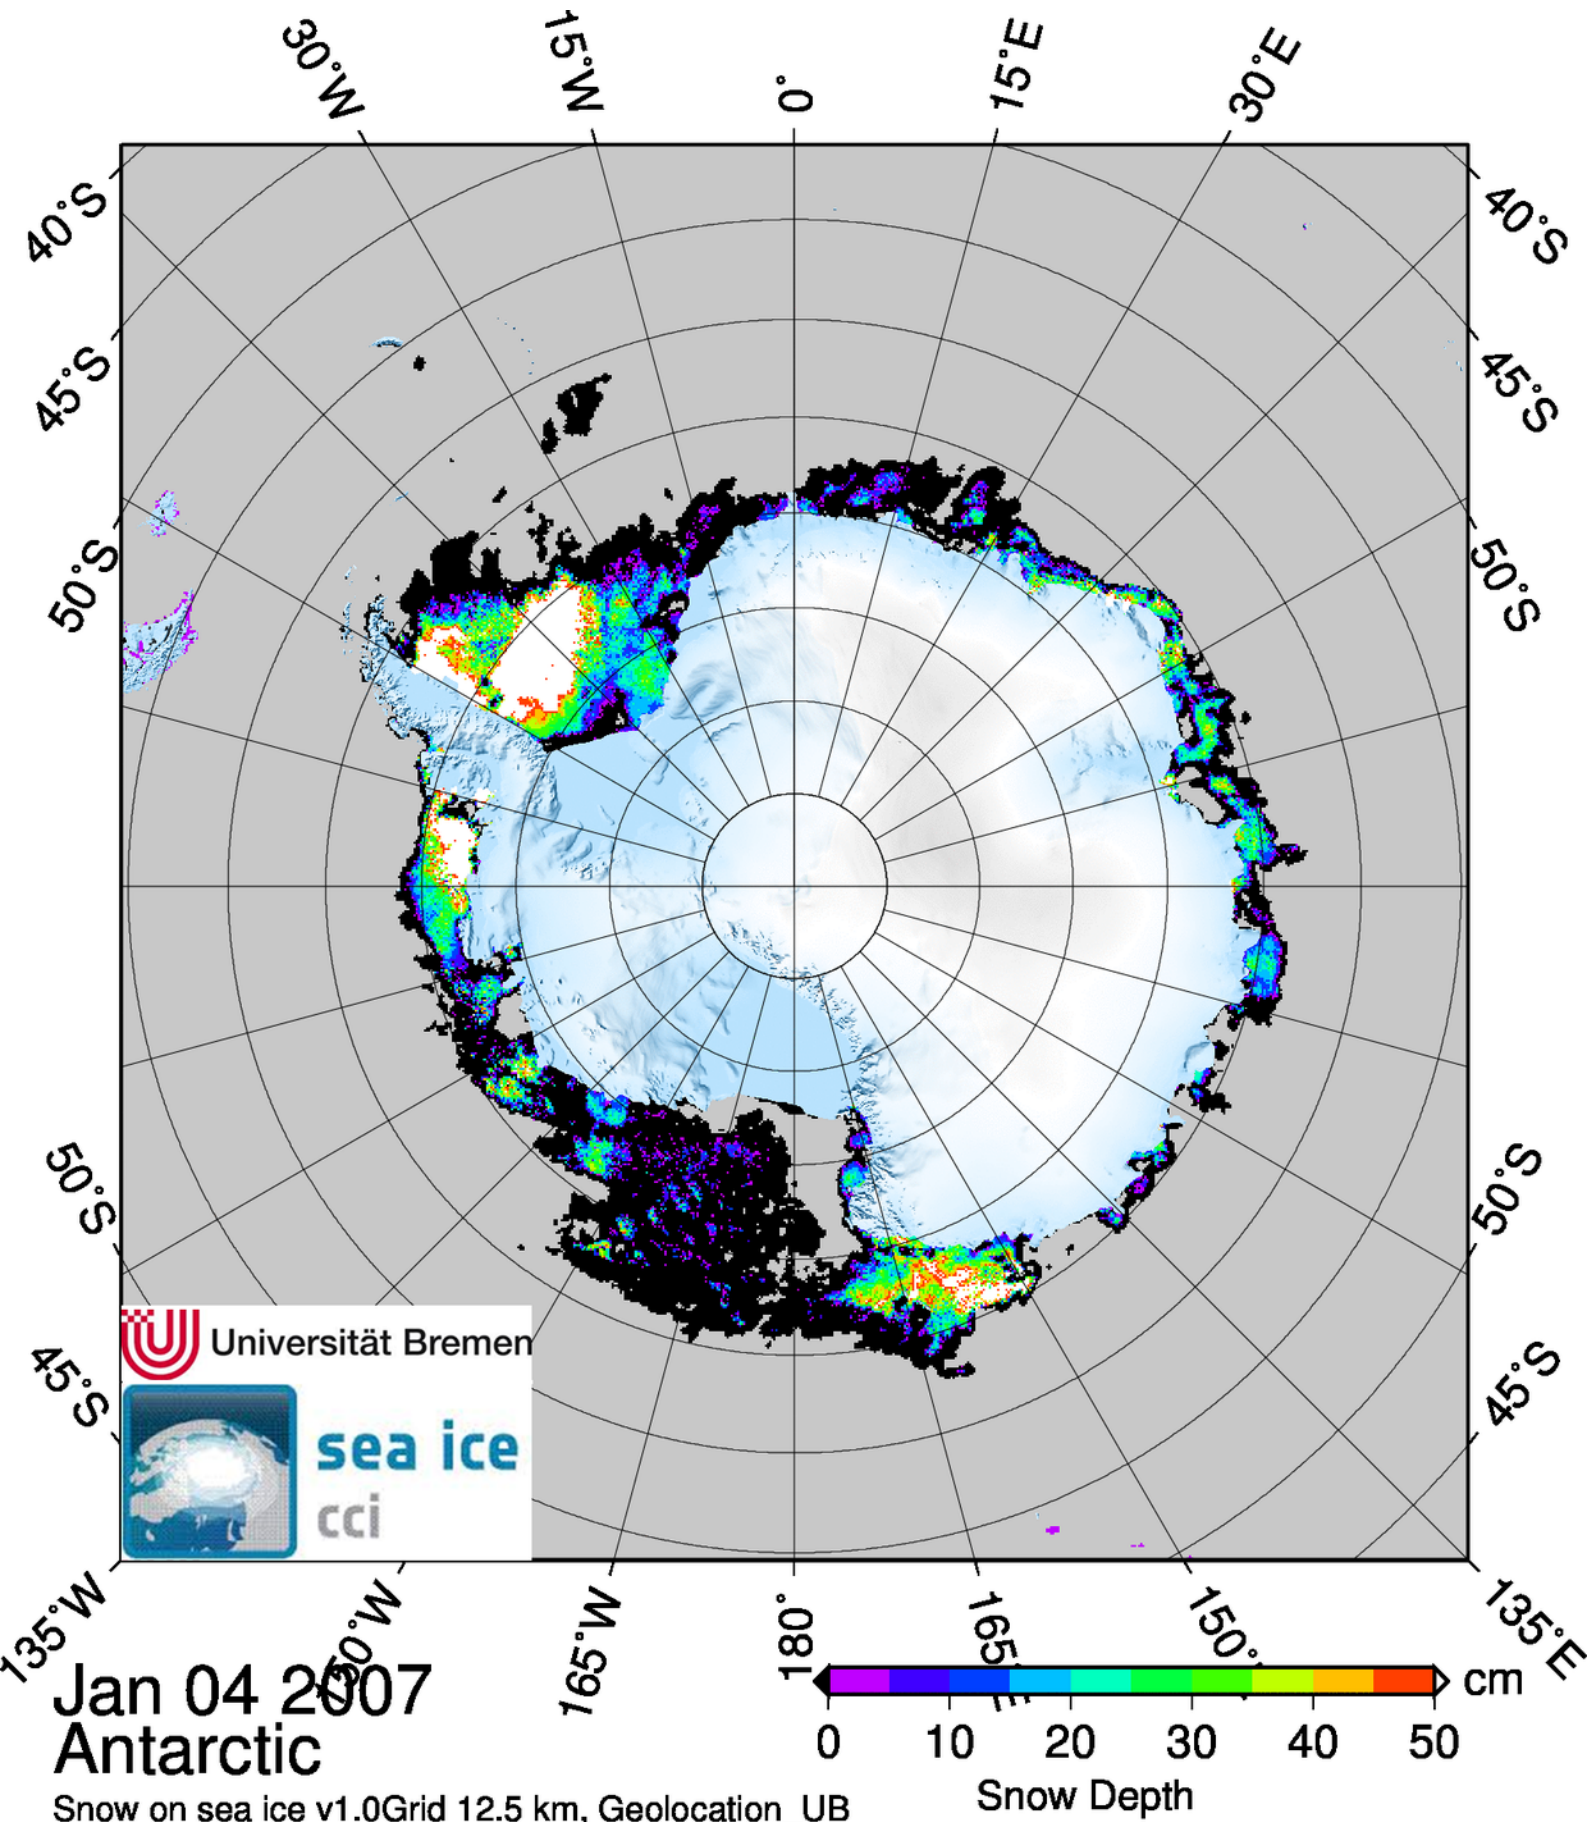 30°W 15°W 0° 15°E 30°E
40°S 40°S
45°S 45°S
50°S 50°S
50°S 50°S
45°S 45°S
Universität Bremen
sea ice
cci
135°W 150°W 165°W 180° 165°E 150° 135°E
Jan 04 2007
Antarctic
Snow on sea ice v1.0Grid 12.5 km, Geolocation UB
cm
0 10 20 30 40 50
Snow Depth